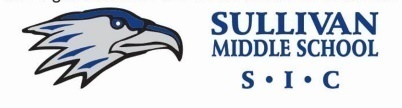 SULLIVAN
MIDDLE SCHOOL
S • I • C